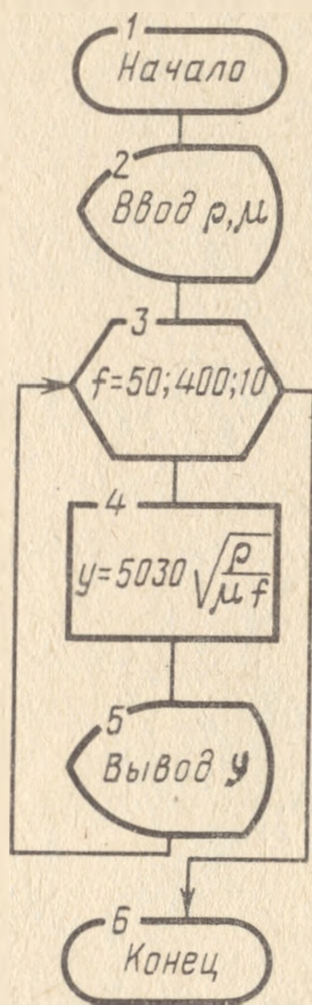 1
Начало
2
Ввод ρ, μ
3
f=50; 400; 10
4
y=5030 √(ρ/(μ f))
5
Вывод y
6
Конец